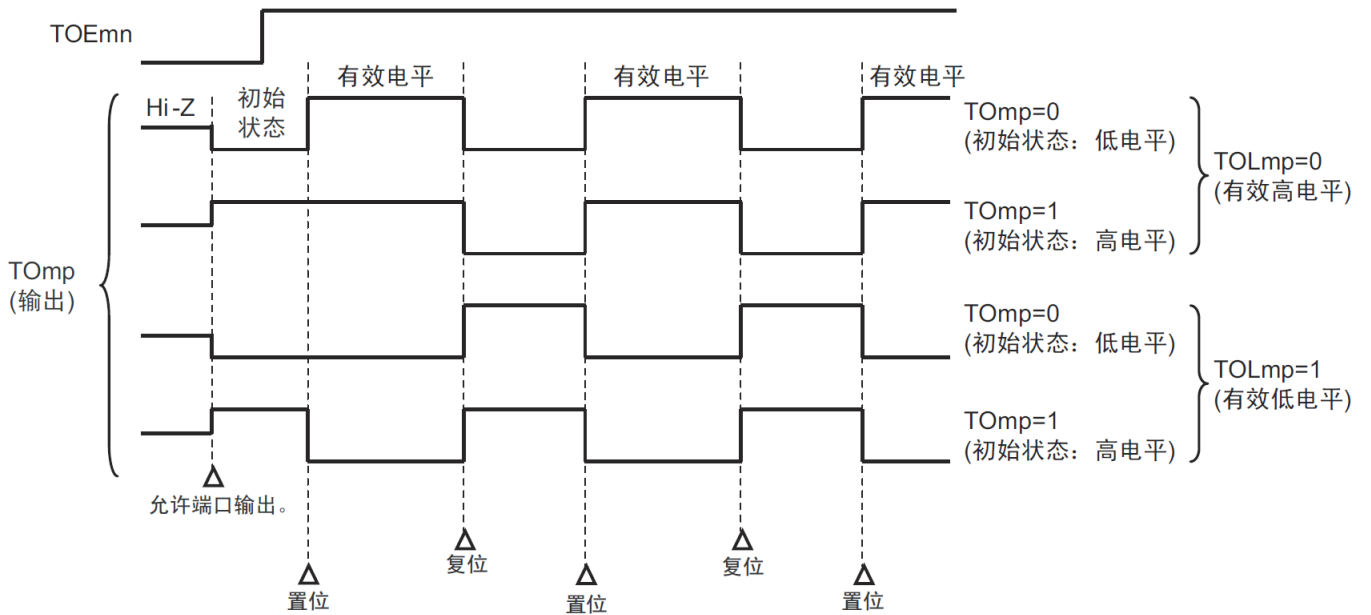 TOEmn
有效电平
有效电平
有效电平
Hi-Z
初始
状态
TOmp=0
(初始状态：低电平)
TOLmp=0
(有效高电平)
TOmp=1
(初始状态：高电平)
TOmp
(输出)
TOmp=0
(初始状态：低电平)
TOLmp=1
(有效低电平)
TOmp=1
(初始状态：高电平)
允许端口输出。
复位
复位
置位
置位
置位